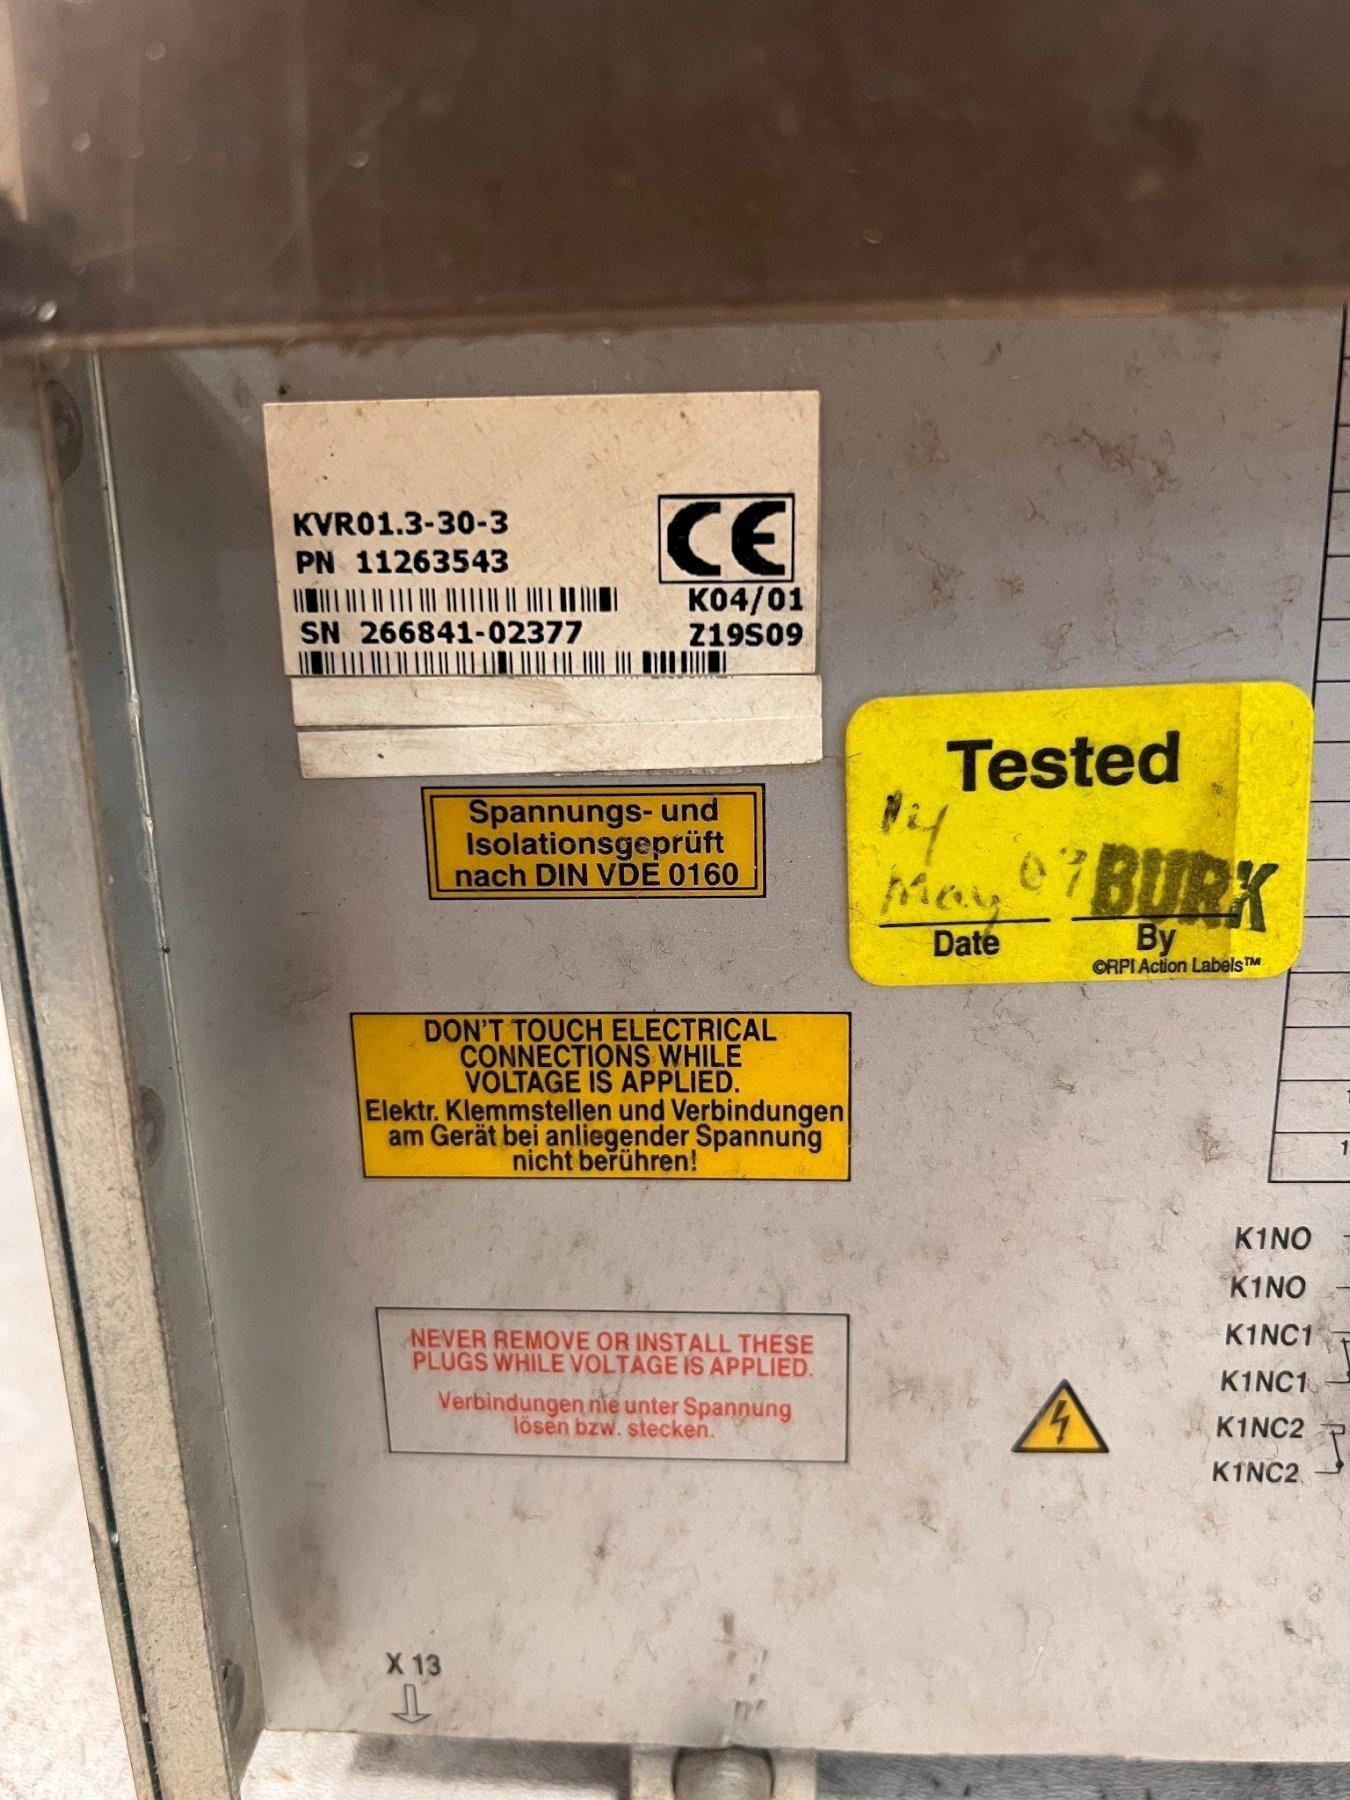 KVR01.3-30-3
PN 11263543
CE
K04/01
SN 266841-02377
Z19S09
Spannungs- und
Isolationsgeprüft
nach DIN VDE 0160
Tested
14
May 09 BURK
Date By
©RPI Action Labels™
DON'T TOUCH ELECTRICAL
CONNECTIONS WHILE
VOLTAGE IS APPLIED.
Elektr. Klemmstellen und Verbindungen
am Gerät bei anliegender Spannung
nicht berühren!
NEVER REMOVE OR INSTALL THESE
PLUGS WHILE VOLTAGE IS APPLIED.
Verbindungen nie unter Spannung
lösen bzw. stecken.
K1NO
K1NO
K1NC1
K1NC1
K1NC2
K1NC2
X 13